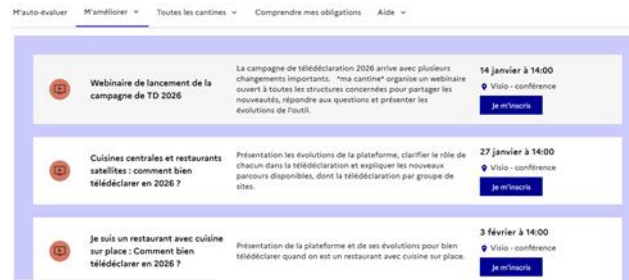 M'auto-évaluer M'améliorer Toutes les cantines Comprendre mes obligations Aide
Webinaire de lancement de la
campagne de TD 2026
La campagne de télédéclaration 2026 arrive avec plusieurs
changements importants. "ma cantine" organise un webinaire
ouvert à toutes les structures concernées pour partager les
nouveautés, répondre aux questions et présenter les
évolutions de l'outil.
14 janvier à 14:00
Visio - conférence
Je m'inscris
Cuisines centrales et restaurants
satellites : comment bien
télédéclarer en 2026 ?
Présentation les évolutions de la plateforme, clarifier le rôle de
chacun dans la télédéclaration et expliquer les nouveaux
parcours disponibles, dont la télédéclaration par groupe de
sites.
27 janvier à 14:00
Visio - conférence
Je m'inscris
Je suis un restaurant avec cuisine
sur place : Comment bien
télédéclarer en 2026 ?
Présentation de la plateforme et de ses évolutions pour bien
télédéclarer quand on est un restaurant avec cuisine sur place.
3 février à 14:00
Visio - conférence
Je m'inscris